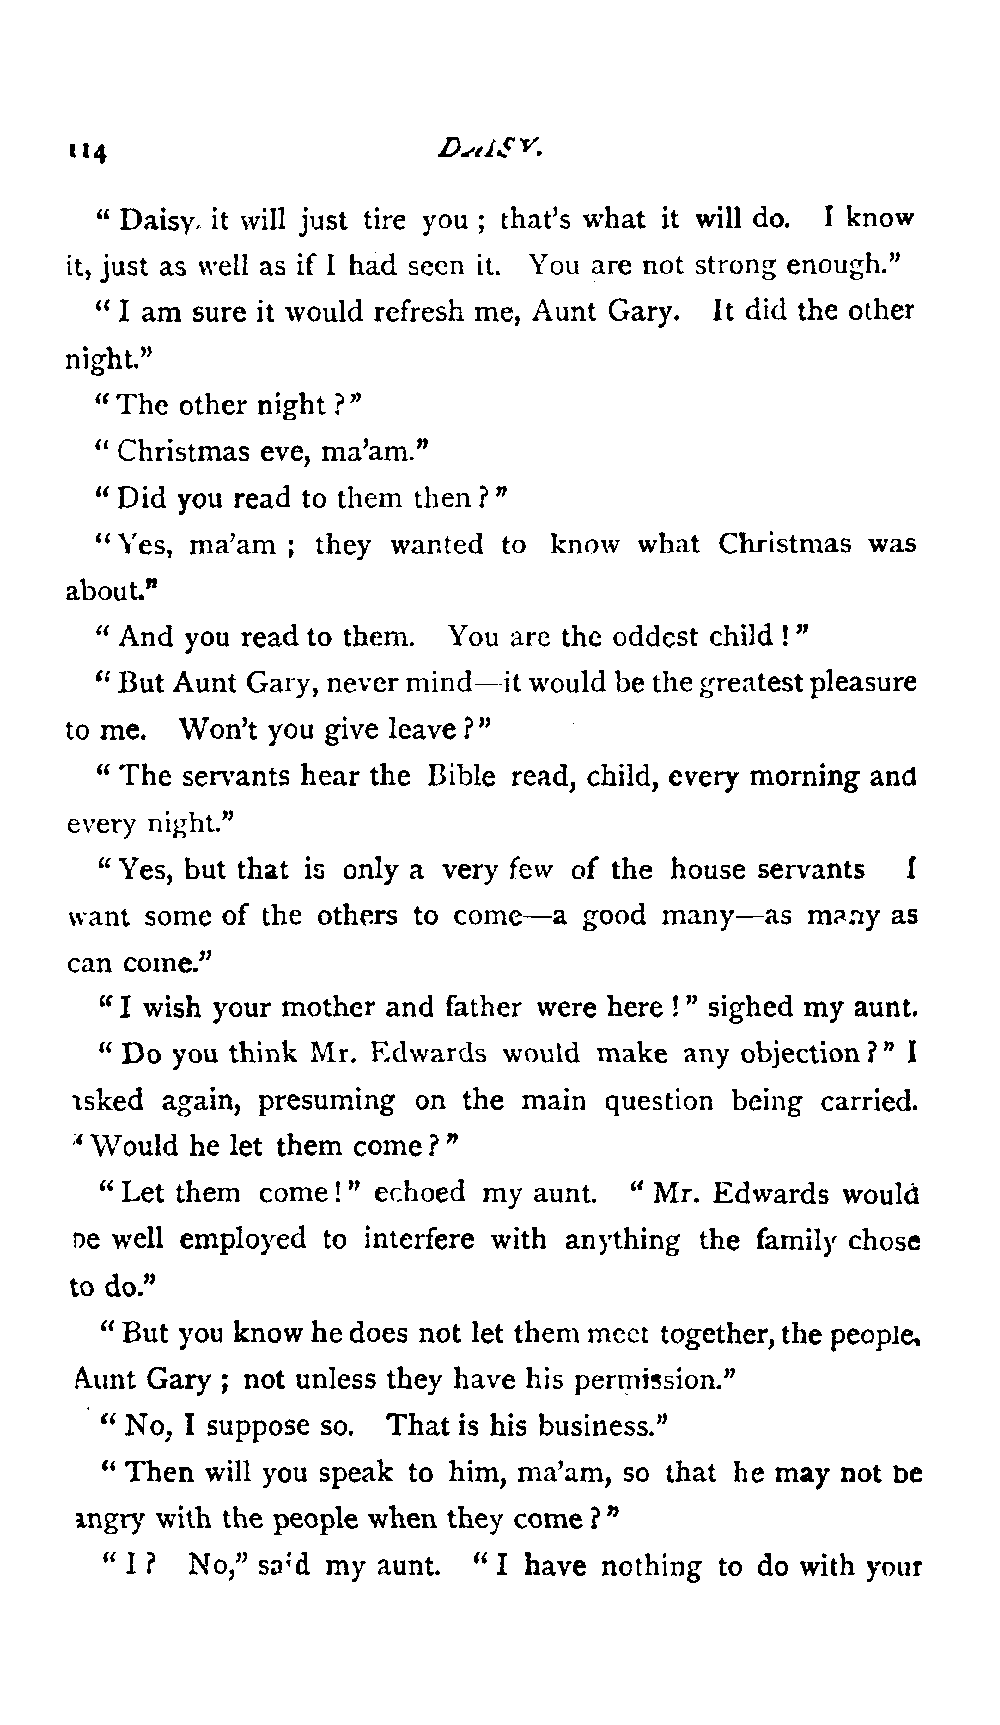 114 DAISY.
“ Daisy, it will just tire you ; that’s what it will do. I know
it, just as well as if I had seen it. You are not strong enough.”
“ I am sure it would refresh me, Aunt Gary. It did the other
night.”
“ The other night ?”
“ Christmas eve, ma’am.”
“ Did you read to them then ? ”
“ Yes, ma’am ; they wanted to know what Christmas was
about.”
“ And you read to them. You are the oddest child ! ”
“ But Aunt Gary, never mind—it would be the greatest pleasure
to me. Won’t you give leave ?”
“ The servants hear the Bible read, child, every morning and
every night.”
“ Yes, but that is only a very few of the house servants I
want some of the others to come—a good many—as many as
can come.”
“ I wish your mother and father were here ! ” sighed my aunt.
“ Do you think Mr. Edwards would make any objection ? ” I
asked again, presuming on the main question being carried.
“ Would he let them come ? ”
“ Let them come ! ” echoed my aunt. “ Mr. Edwards would
be well employed to interfere with anything the family chose
to do.”
“ But you know he does not let them meet together, the people,
Aunt Gary ; not unless they have his permission.”
“ No, I suppose so. That is his business.”
“ Then will you speak to him, ma’am, so that he may not be
angry with the people when they come ? ”
“ I ? No,” said my aunt. “ I have nothing to do with your